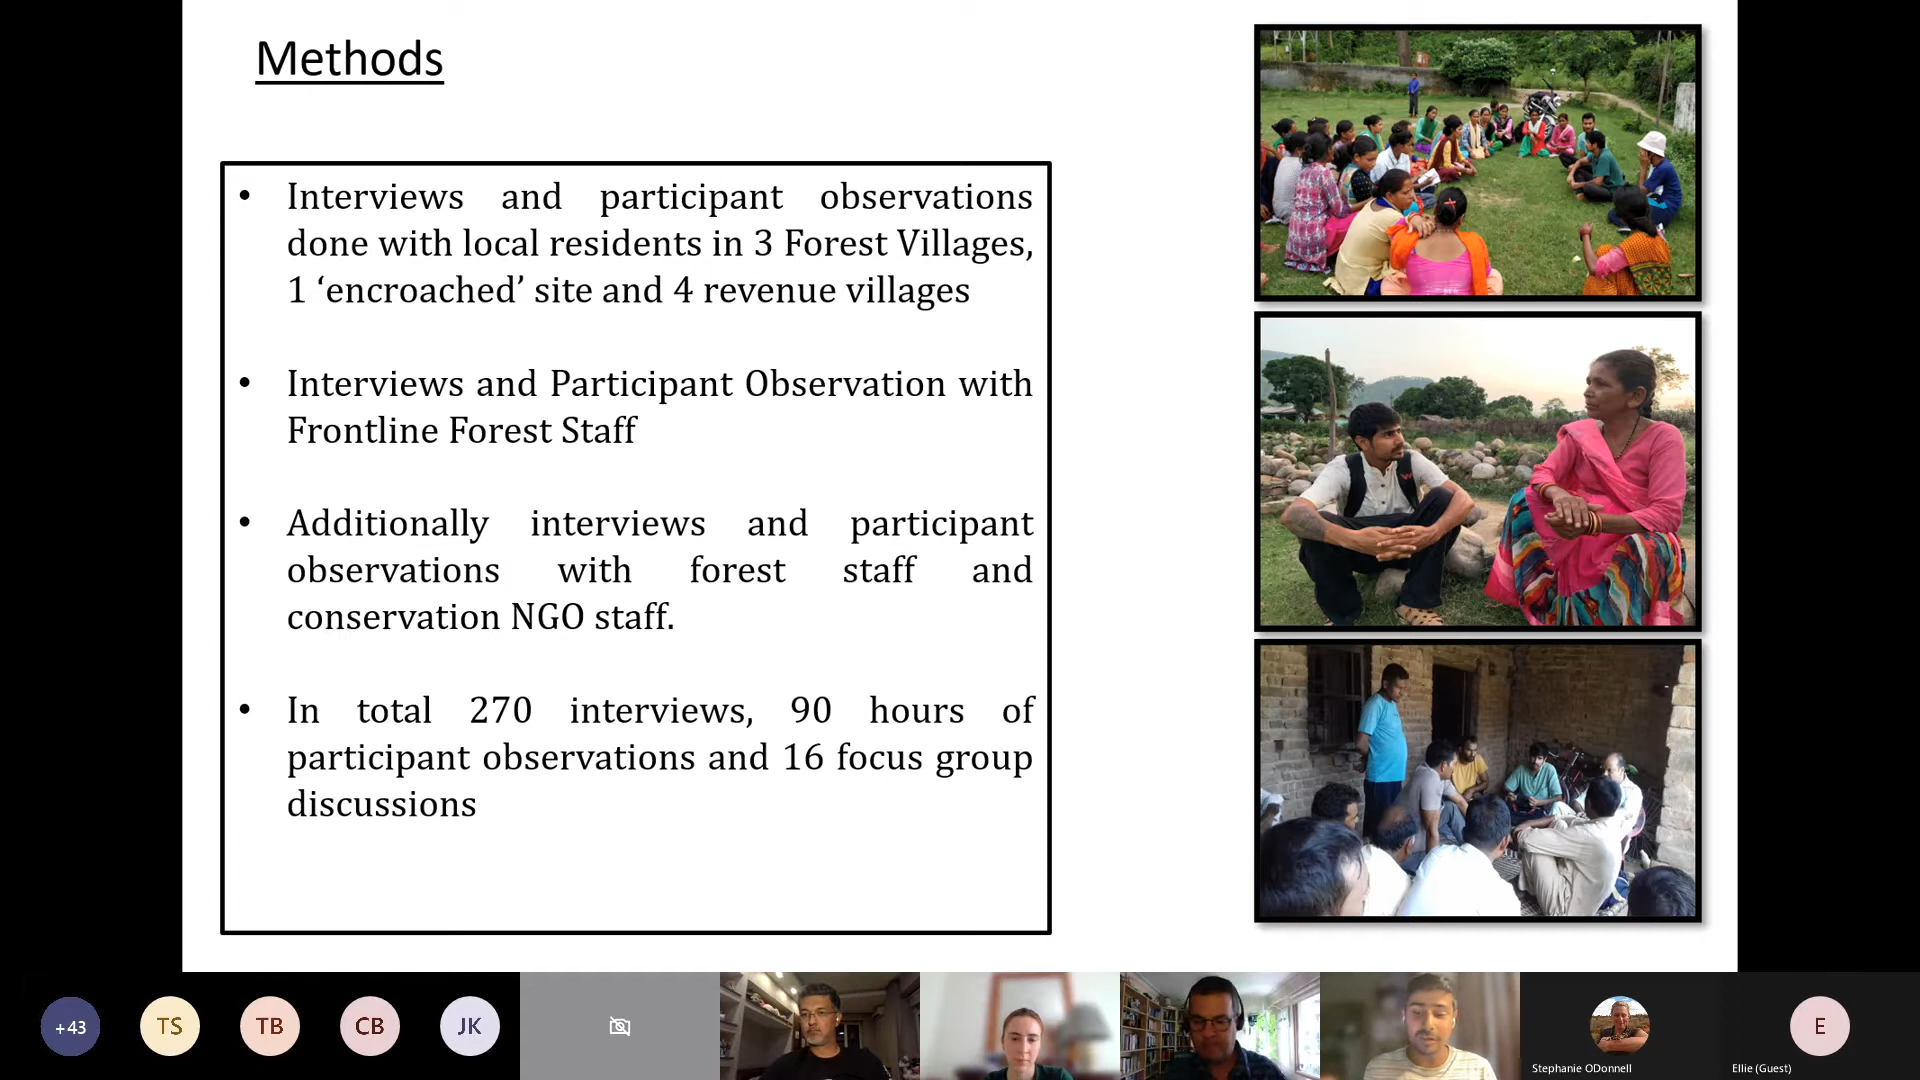 Methods
• Interviews and participant observations
done with local residents in 3 Forest Villages,
1 ‘encroached’ site and 4 revenue villages
• Interviews and Participant Observation with
Frontline Forest Staff
• Additionally interviews and participant
observations with forest staff and
conservation NGO staff.
• In total 270 interviews, 90 hours of
participant observations and 16 focus group
discussions
+43
TS
TB
CB
JK
Stephanie ODonnell
E
Ellie (Guest)